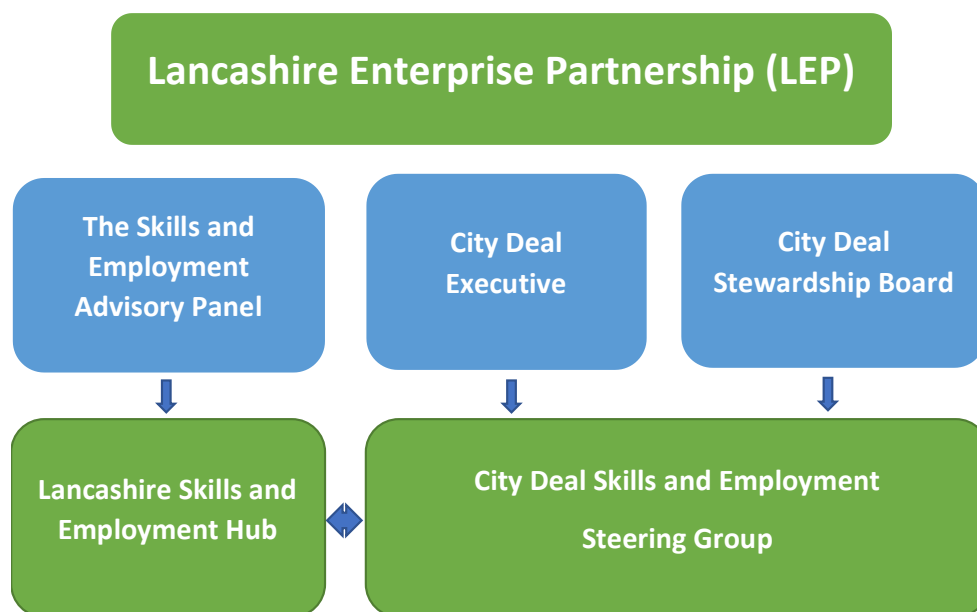 Lancashire Enterprise Partnership (LEP)
The Skills and
Employment
Advisory Panel
City Deal
Executive
City Deal
Stewardship Board
Lancashire Skills and
Employment Hub
City Deal Skills and Employment
Steering Group